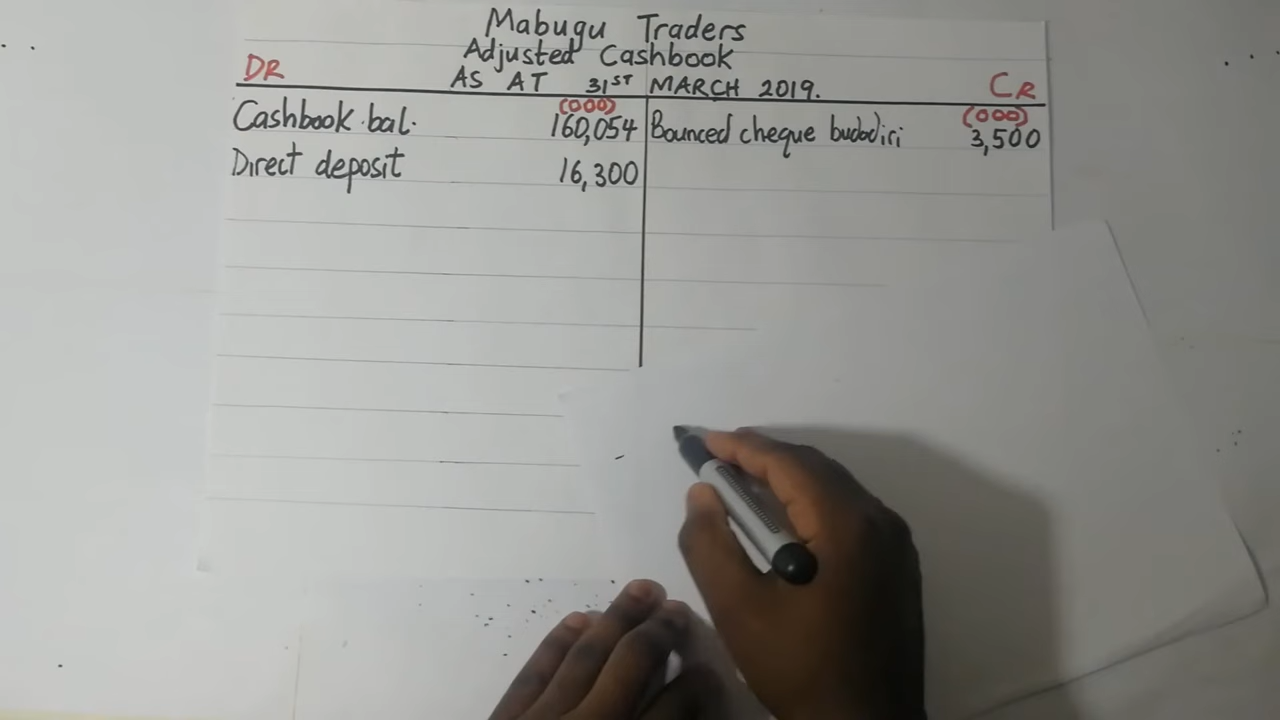 Mabugu Traders
Adjusted Cashbook
DR AS AT 31ST MARCH 2019. CR
(000) (000)
Cashbook bal. 160,054 Bounced cheque budadiri 3,500
Direct deposit 16,300